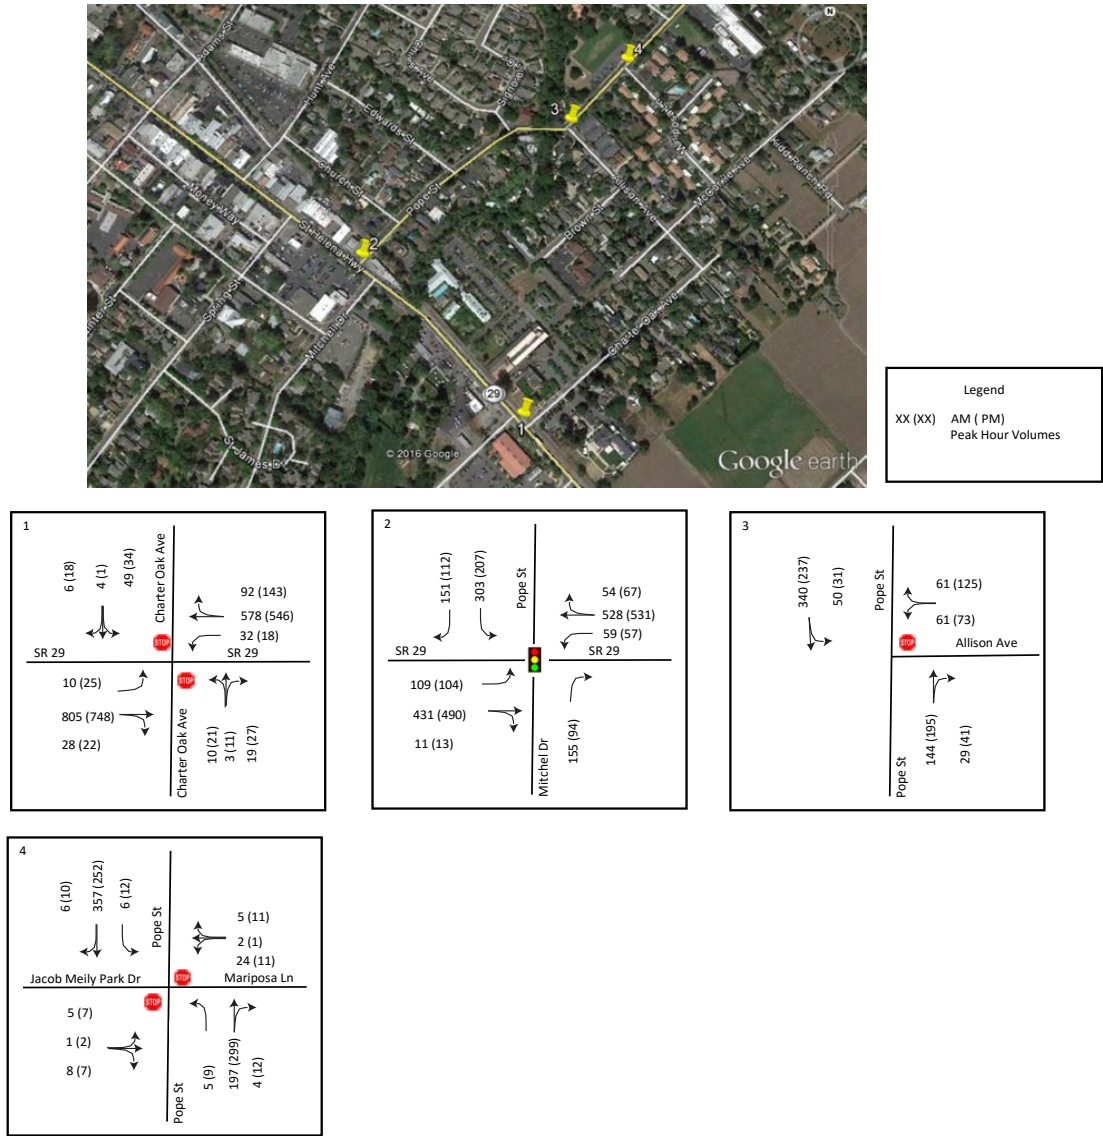 N
Adams St
Hunt Ave
Edwards St
Church St
Pope St
Money Way
St Helena Hwy
Spring St
Mitchell Dr
St James Dr
Allison Ave
Brown St
McCorkle Ave
Kidd Ranch Rd
Charter Oak Ave
29
1
2
3
4
© 2016 Google
Google earth
Legend
XX (XX) AM ( PM)
Peak Hour Volumes
1
6 (18)
4 (1)
49 (34)
Charter Oak Ave
92 (143)
578 (546)
32 (18)
STOP
SR 29
SR 29
10 (25)
STOP
805 (748)
28 (22)
Charter Oak Ave
10 (21)
3 (11)
19 (27)
2
151 (112)
303 (207)
Pope St
54 (67)
528 (531)
59 (57)
SR 29
SR 29
109 (104)
431 (490)
11 (13)
Mitchel Dr
155 (94)
3
340 (237)
50 (31)
Pope St
61 (125)
61 (73)
STOP
Allison Ave
Pope St
144 (195)
29 (41)
4
6 (10)
357 (252)
6 (12)
Pope St
5 (11)
2 (1)
24 (11)
Jacob Meily Park Dr
STOP
Mariposa Ln
STOP
5 (7)
1 (2)
8 (7)
Pope St
5 (9)
197 (299)
4 (12)